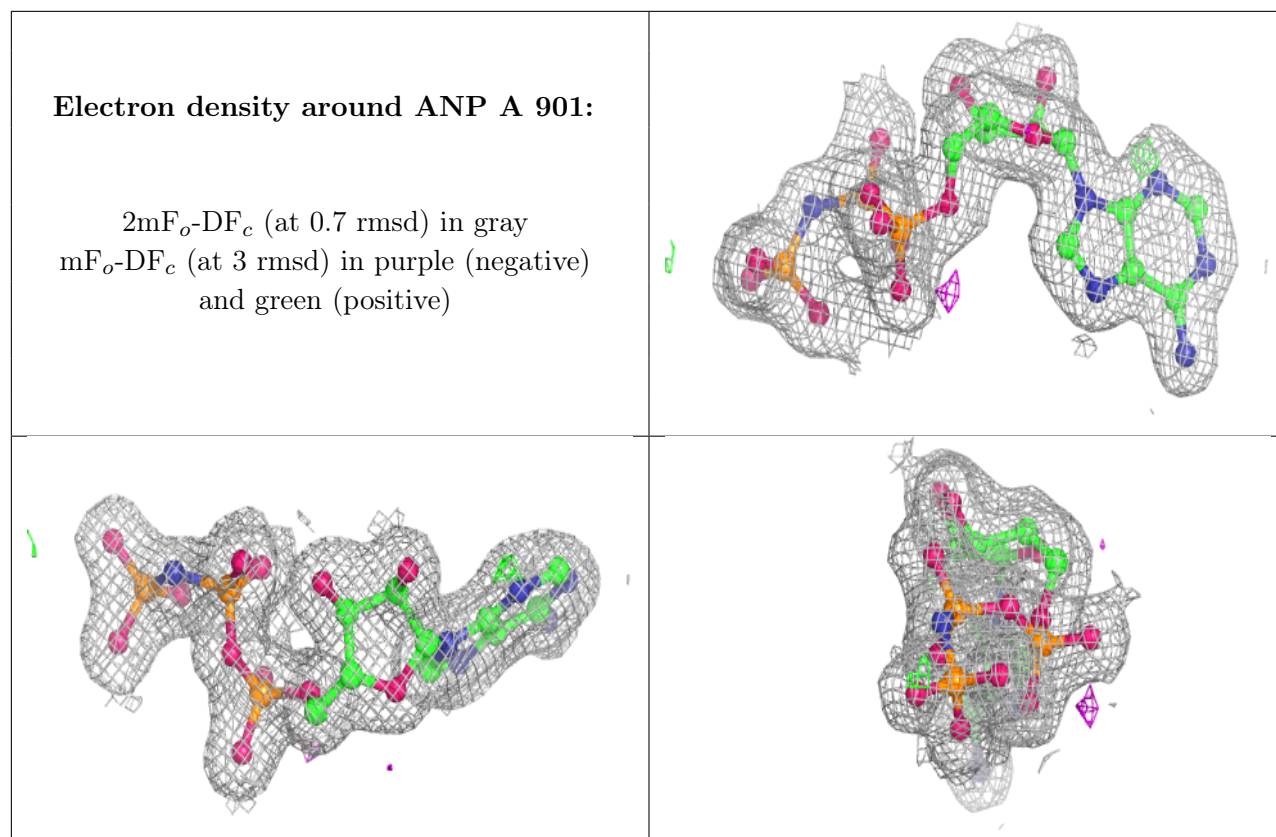 Electron density around ANP A 901:
2mFo-DFc (at 0.7 rmsd) in gray
mFo-DFc (at 3 rmsd) in purple (negative)
and green (positive)